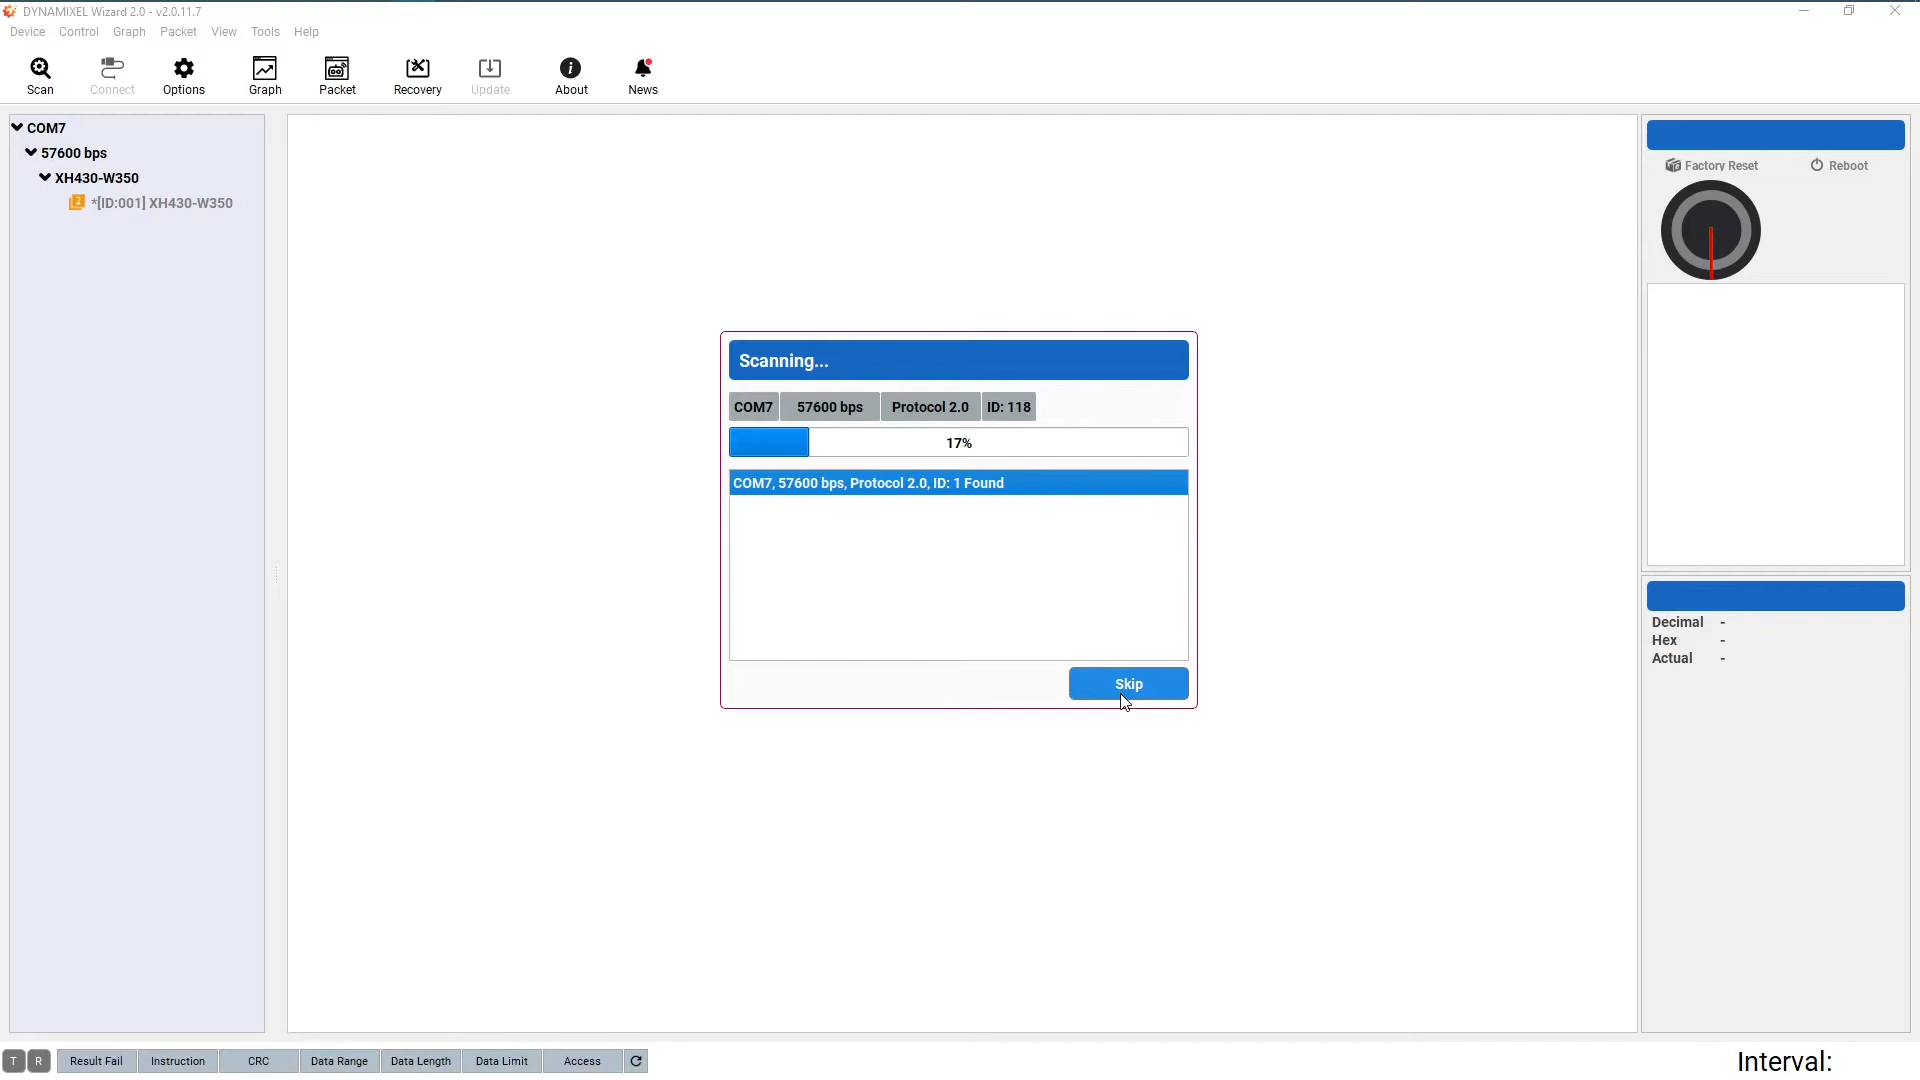 DYNAMIXEL Wizard 2.0 - v2.0.11.7
Device Control Graph Packet View Tools Help
Scan Connect Options Graph Packet Recovery Update About News
COM7
57600 bps
XH430-W350
2 *[ID:001] XH430-W350
Scanning...
COM7 57600 bps Protocol 2.0 ID: 118
17%
COM7, 57600 bps, Protocol 2.0, ID: 1 Found
Skip
Factory Reset Reboot
Decimal -
Hex -
Actual -
T R Result Fail Instruction CRC Data Range Data Length Data Limit Access
Interval: